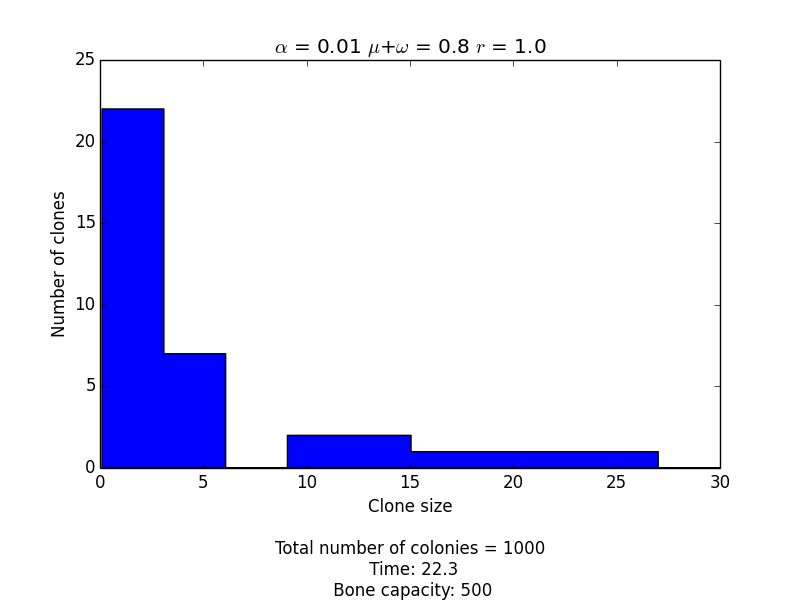 α = 0.01 μ+ω = 0.8 r = 1.0
25
20
15
10
5
0
Number of clones
0 5 10 15 20 25 30
Clone size
Total number of colonies = 1000
Time: 22.3
Bone capacity: 500